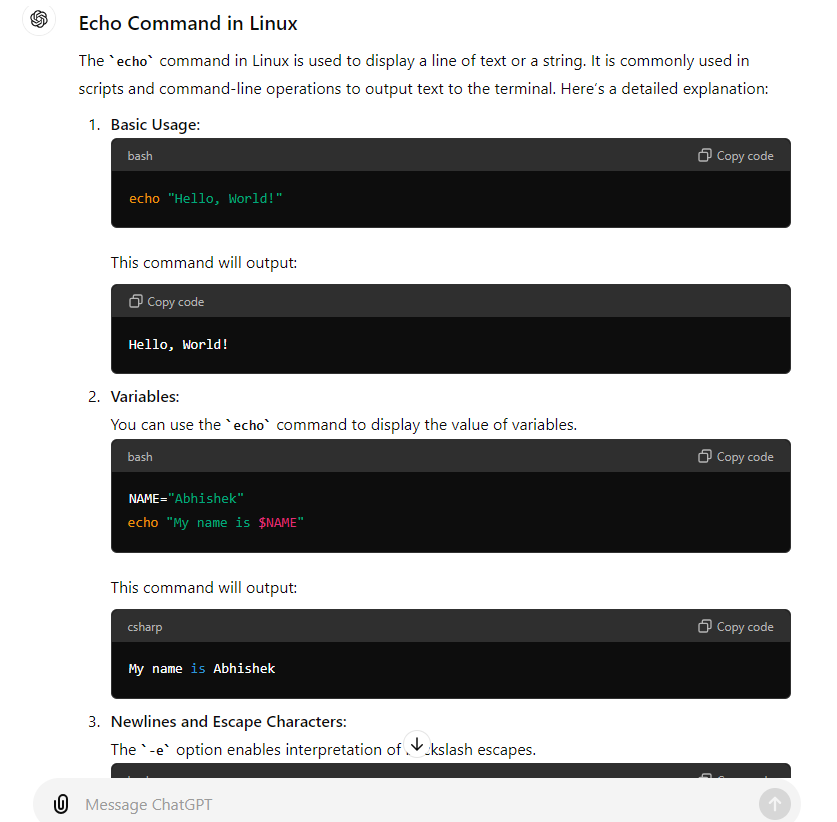 Echo Command in Linux
The `echo` command in Linux is used to display a line of text or a string. It is commonly used in
scripts and command-line operations to output text to the terminal. Here's a detailed explanation:
1. Basic Usage:
bash Copy code
echo "Hello, World!"
This command will output:
Copy code
Hello, World!
2. Variables:
You can use the `echo` command to display the value of variables.
bash Copy code
NAME="Abhishek"
echo "My name is $NAME"
This command will output:
csharp Copy code
My name is Abhishek
3. Newlines and Escape Characters:
The `-e` option enables interpretation of escapes.
Message ChatGPT